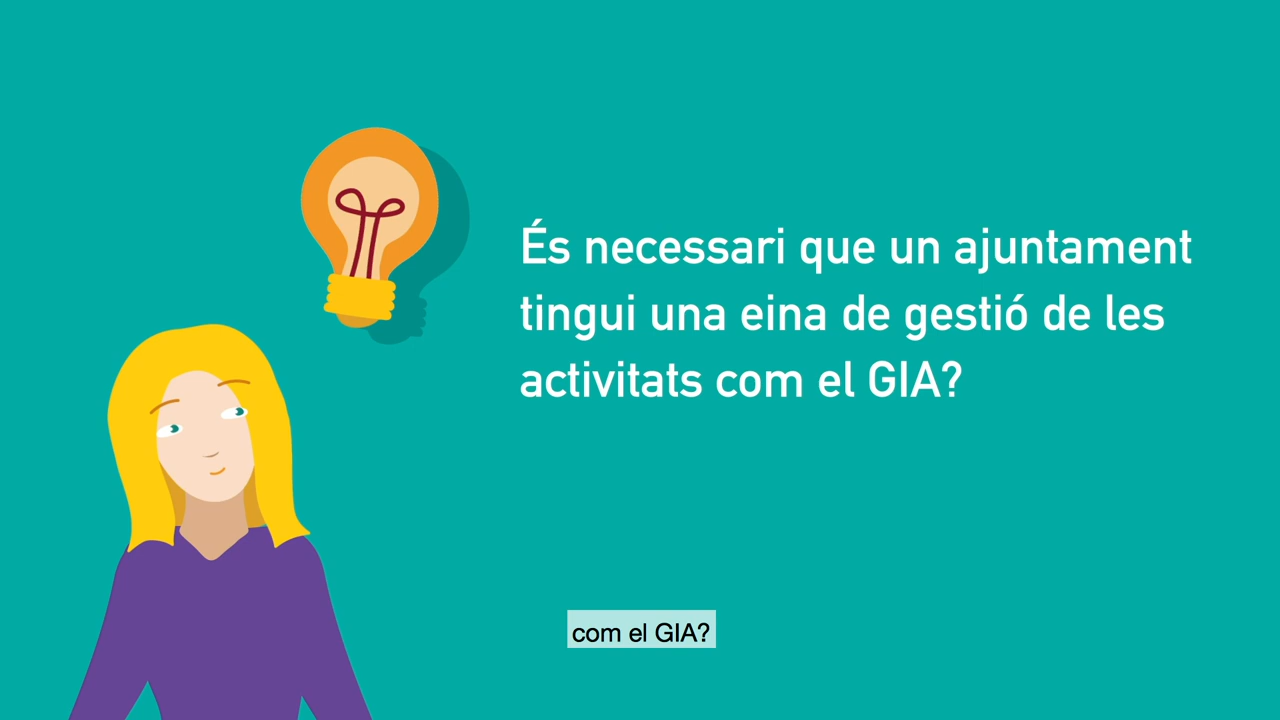 És necessari que un ajuntament
tingui una eina de gestió de les
activitats com el GIA?
com el GIA?